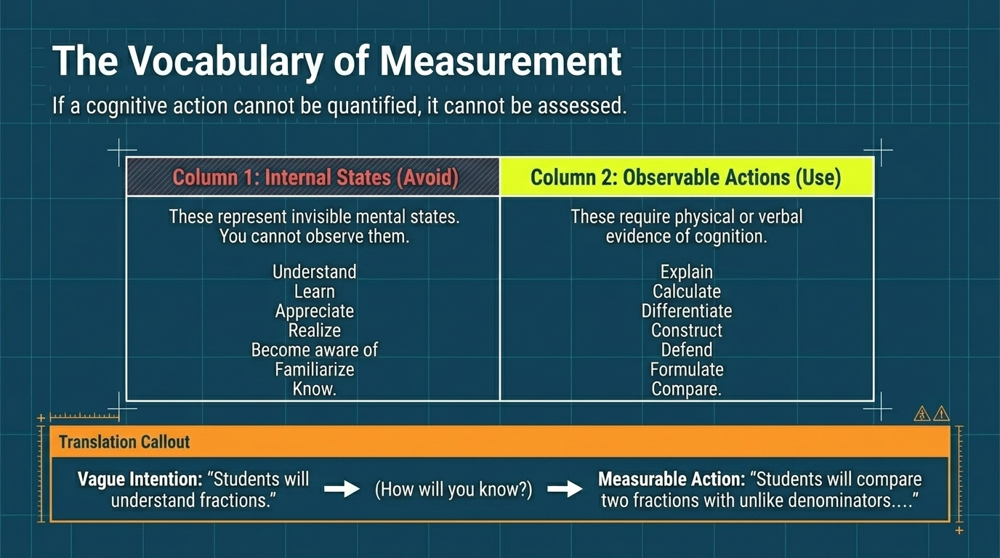 The Vocabulary of Measurement
If a cognitive action cannot be quantified, it cannot be assessed.
Column 1: Internal States (Avoid)
These represent invisible mental states.
You cannot observe them.
Understand
Learn
Appreciate
Realize
Become aware of
Familiarize
Know.
Column 2: Observable Actions (Use)
These require physical or verbal
evidence of cognition.
Explain
Calculate
Differentiate
Construct
Defend
Formulate
Compare.
Translation Callout
Vague Intention: “Students will
understand fractions.”
(How will you know?)
Measurable Action: “Students will compare
two fractions with unlike denominators....”